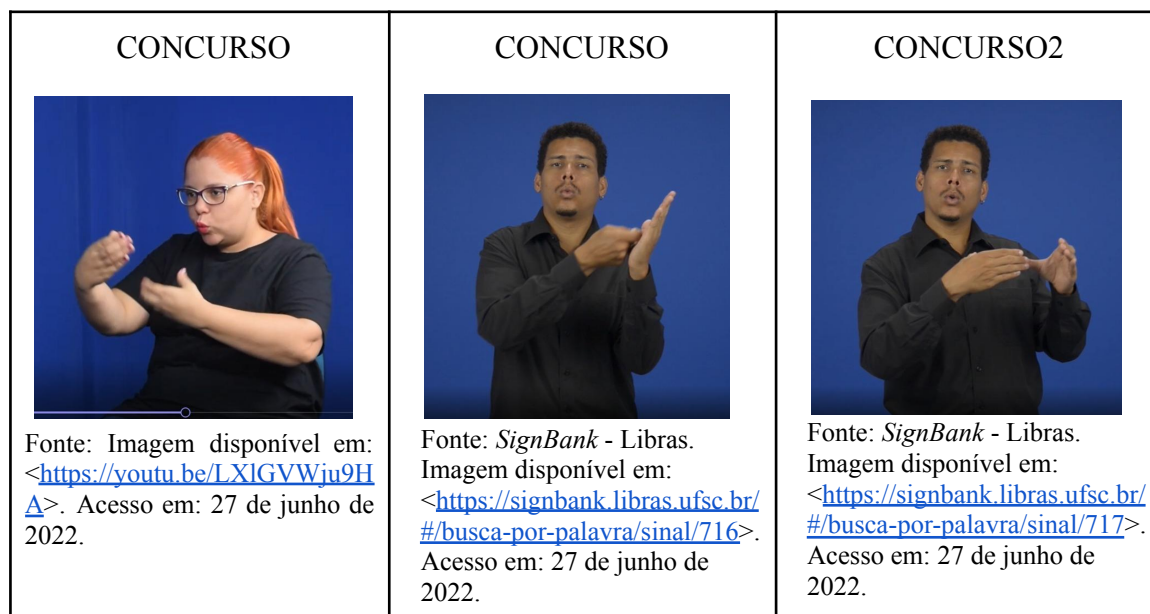 CONCURSO
Fonte: Imagem disponível em:
<https://youtu.be/LXlGVWju9H
A>. Acesso em: 27 de junho de
2022.
CONCURSO
Fonte: SignBank - Libras.
Imagem disponível em:
<https://signbank.libras.ufsc.br/
#/busca-por-palavra/sinal/716>.
Acesso em: 27 de junho de
2022.
CONCURSO2
Fonte: SignBank - Libras.
Imagem disponível em:
<https://signbank.libras.ufsc.br/
#/busca-por-palavra/sinal/717>.
Acesso em: 27 de junho de
2022.